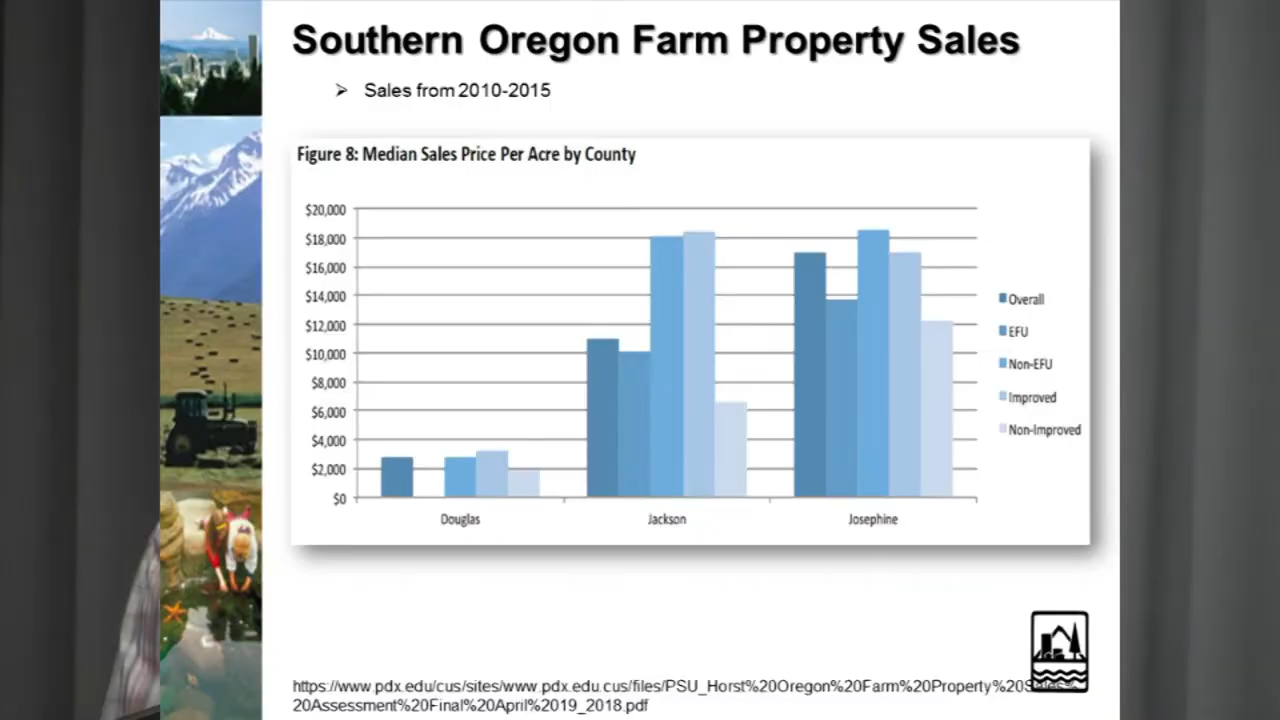 Southern Oregon Farm Property Sales
➢ Sales from 2010-2015
Figure 8: Median Sales Price Per Acre by County
$20,000
$18,000
$16,000
$14,000
$12,000
$10,000
$8,000
$6,000
$4,000
$2,000
$0
Douglas Jackson Josephine
Overall
EFU
Non-EFU
Improved
Non-Improved
https://www.pdx.edu/cus/sites/www.pdx.edu.cus/files/PSU_Horst%20Oregon%20Farm%20Property%20Sales%
20Assessment%20Final%20April%2019_2018.pdf